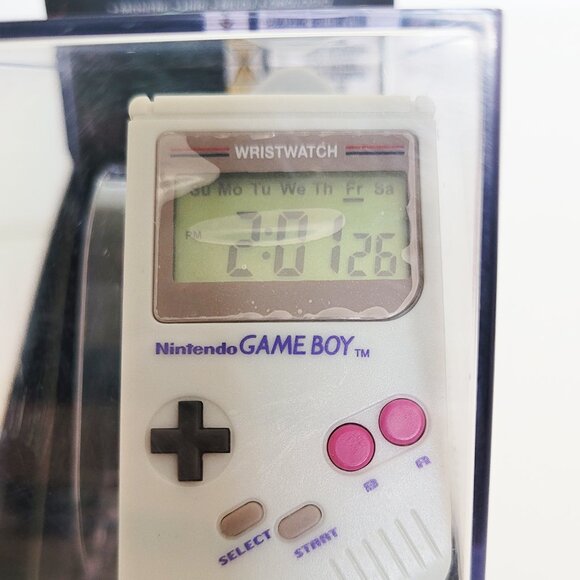 WRISTWATCH
Su Mo Tu We Th Fr Sa
PM 2:01 26
Nintendo GAME BOY TM
SELECT START